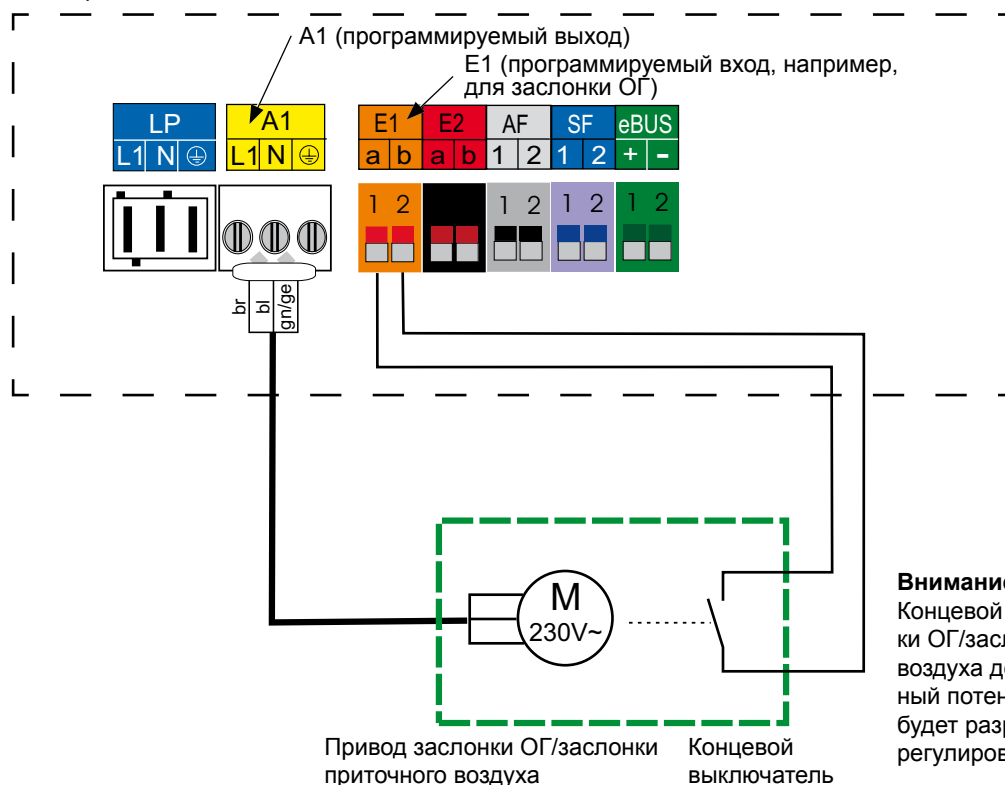 A1 (программируемый выход)
E1 (программируемый вход, например,
для заслонки ОГ)
LP A1 E1 E2 AF SF eBUS
L1 N L1 N a b a b 1 2 1 2 + -
1 2 1 2 1 2 1 2
br
bl
gn/ge
M
230V~
Привод заслонки ОГ/заслонки
приточного воздуха
Концевой
выключатель
Внимание
Концевой
ки ОГ/засл
воздуха д
ный потен
будет раз
регулиров